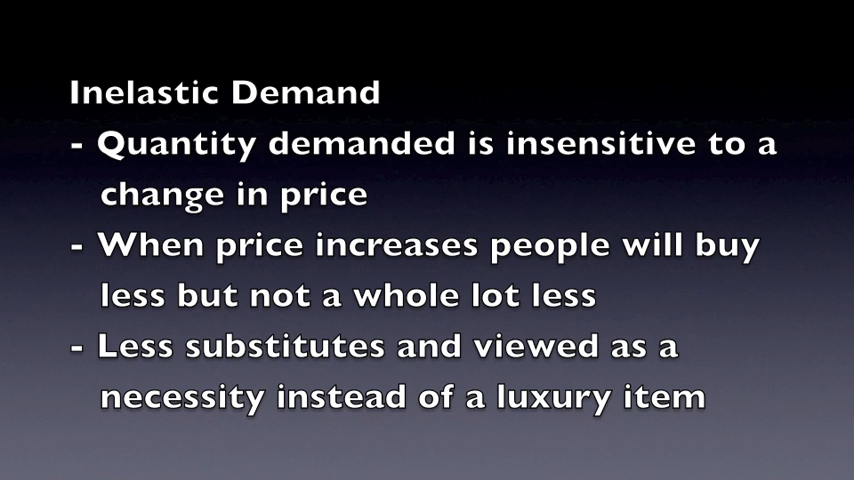 Inelastic Demand
- Quantity demanded is insensitive to a
change in price
- When price increases people will buy
less but not a whole lot less
- Less substitutes and viewed as a
necessity instead of a luxury item